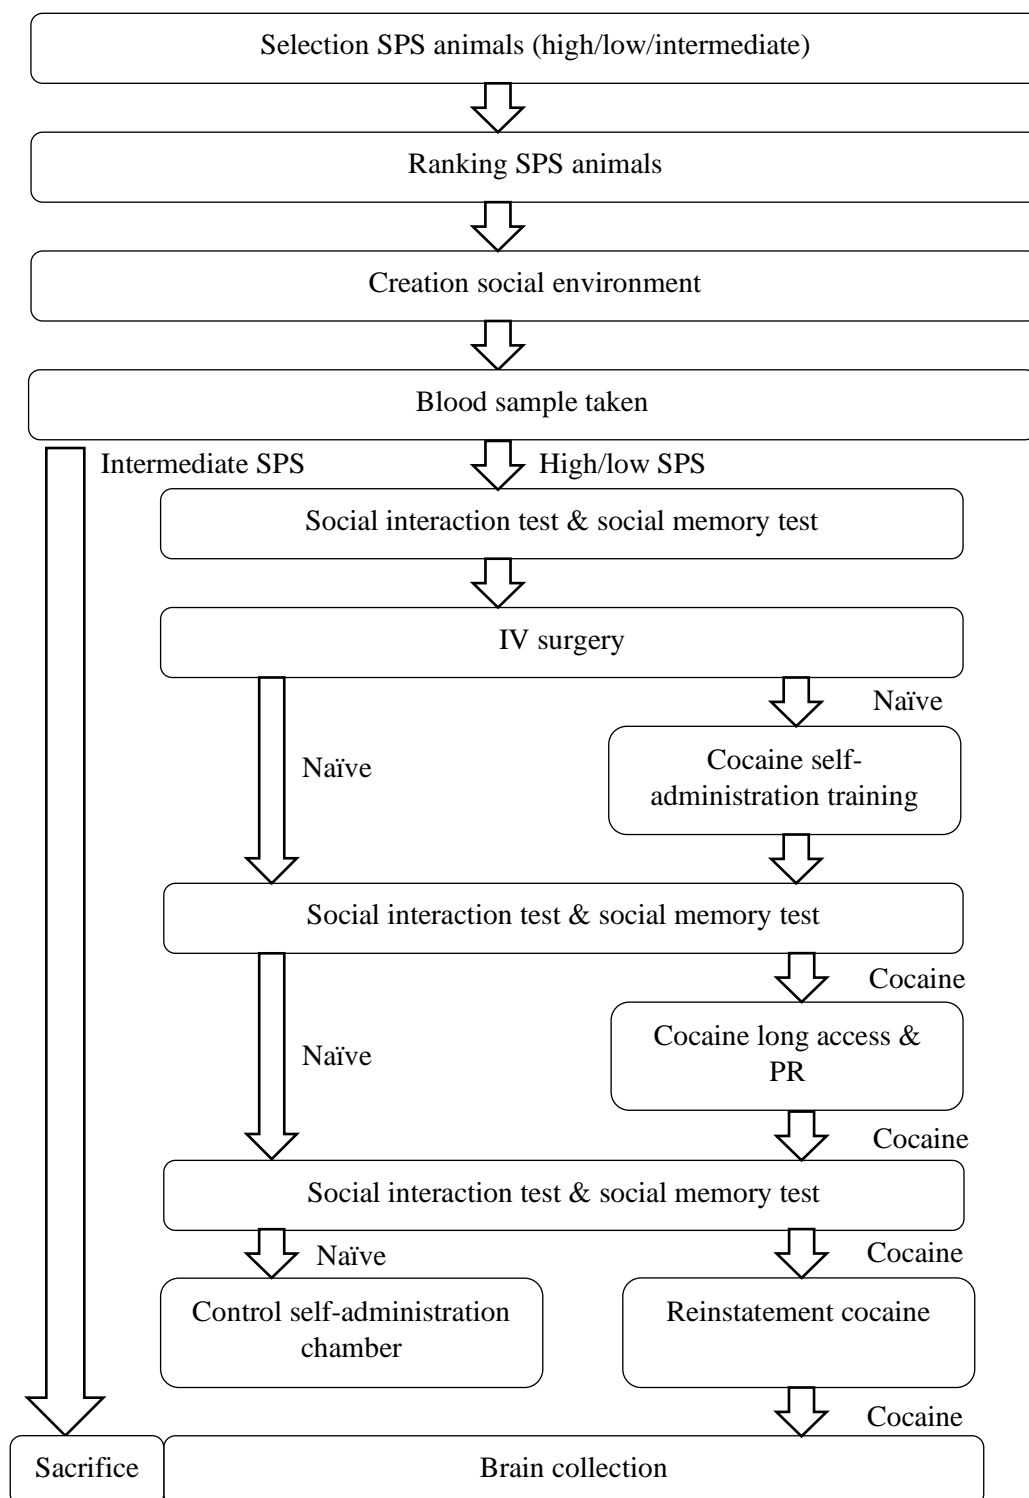 Selection SPS animals (high/low/intermediate)
Ranking SPS animals
Creation social environment
Blood sample taken
Intermediate SPS
High/low SPS
Social interaction test & social memory test
IV surgery
Naïve
Naïve
Cocaine self-
administration training
Social interaction test & social memory test
Cocaine
Naïve
Cocaine long access &
PR
Cocaine
Social interaction test & social memory test
Naïve
Cocaine
Control self-administration
chamber
Reinstatement cocaine
Cocaine
Sacrifice
Brain collection